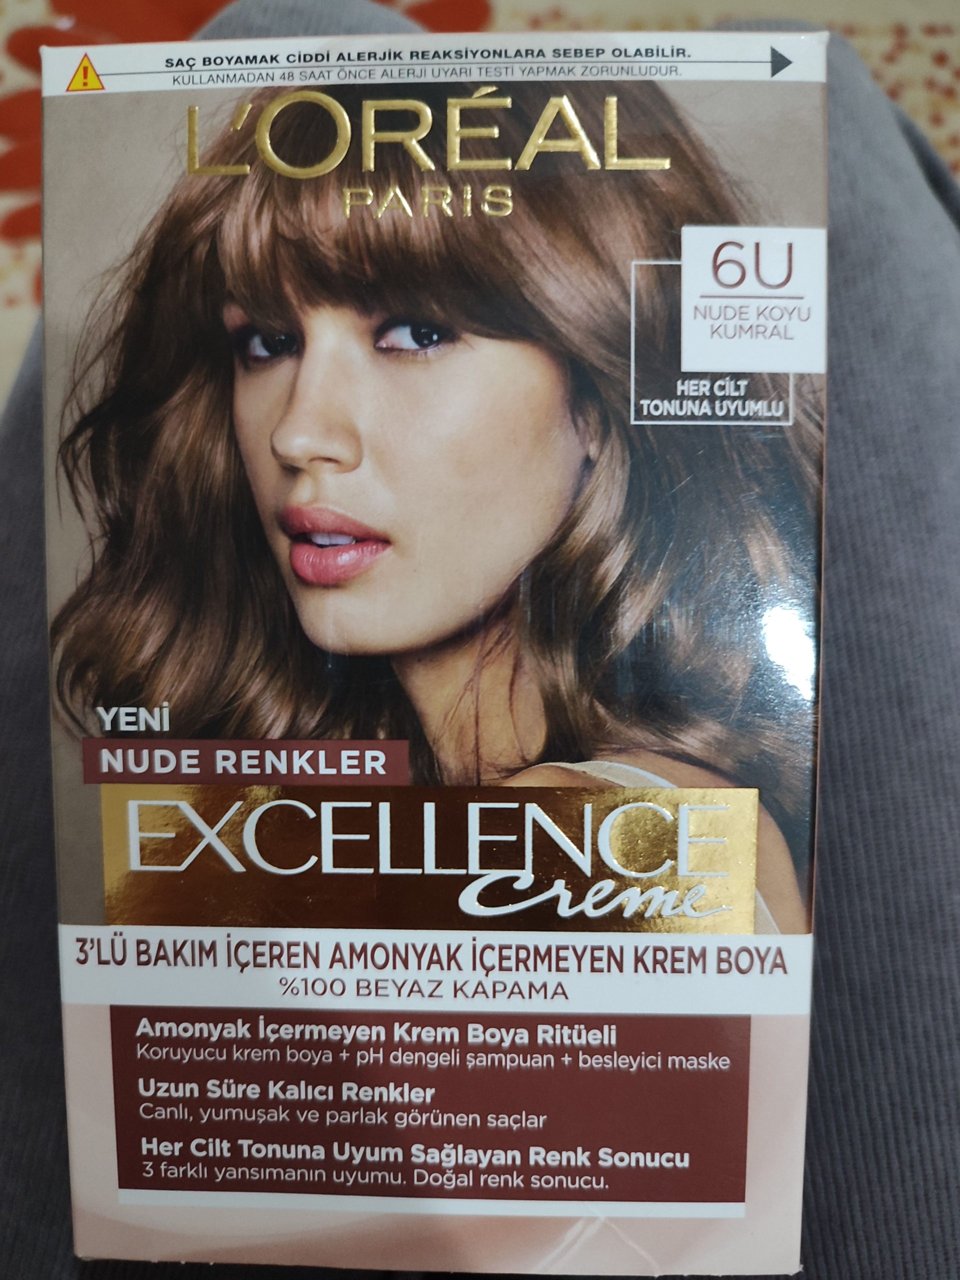 SAÇ BOYAMAK CİDDİ ALERJİK REAKSİYONLARA SEBEP OLABİLİR.
KULLANMADAN 48 SAAT ÖNCE ALERJİ UYARI TESTİ YAPMAK ZORUNLUDUR.
L'ORÉAL
PARIS
6U
NUDE KOYU
KUMRAL
HER CİLT
TONUNA UYUMLU
YENİ
NUDE RENKLER
EXCELLENCE
Creme
3'LÜ BAKIM İÇEREN AMONYAK İÇERMEYEN KREM BOYA
%100 BEYAZ KAPAMA
Amonyak İçermeyen Krem Boya Ritüeli
Koruyucu krem boya + pH dengeli şampuan + besleyici maske
Uzun Süre Kalıcı Renkler
Canlı, yumuşak ve parlak görünen saçlar
Her Cilt Tonuna Uyum Sağlayan Renk Sonucu
3 farklı yansımanın uyumu. Doğal renk sonucu.